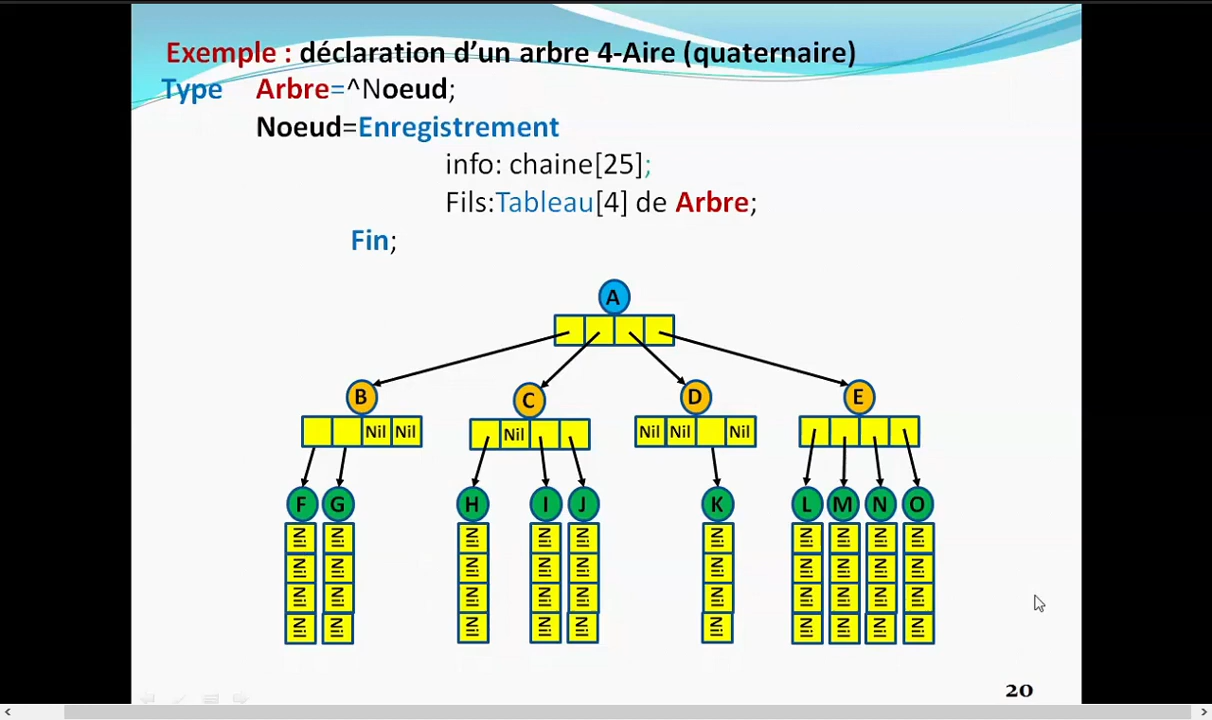 Exemple : déclaration d’un arbre 4-Aire (quaternaire)
Type Arbre=^Noeud;
Noeud=Enregistrement
info: chaine[25];
Fils:Tableau[4] de Arbre;
Fin;
A
B C D E
Nil Nil Nil Nil Nil Nil
F G H I J K L M N O
Nil Nil Nil Nil Nil Nil Nil Nil Nil Nil
Nil Nil Nil Nil Nil Nil Nil Nil Nil Nil
Nil Nil Nil Nil Nil Nil Nil Nil Nil Nil
Nil Nil Nil Nil Nil Nil Nil Nil Nil Nil
20